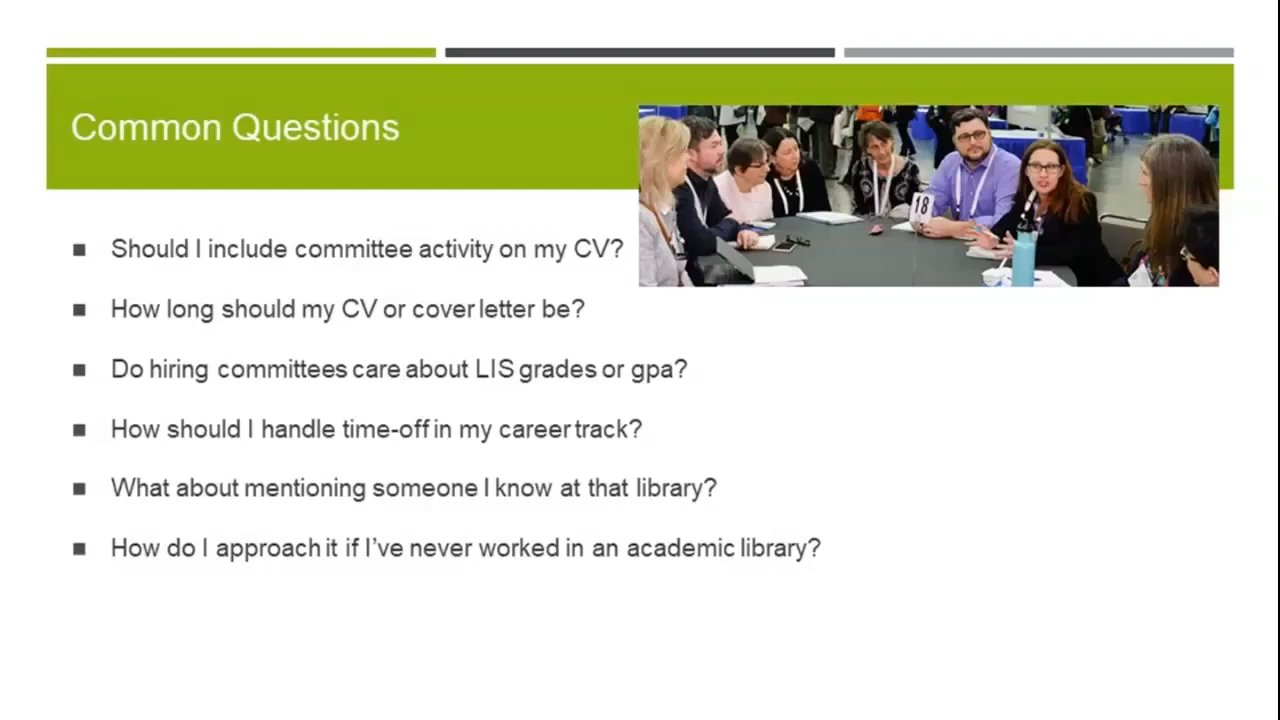 Common Questions
18
Should I include committee activity on my CV?
How long should my CV or cover letter be?
Do hiring committees care about LIS grades or gpa?
How should I handle time-off in my career track?
What about mentioning someone I know at that library?
How do I approach it if I’ve never worked in an academic library?